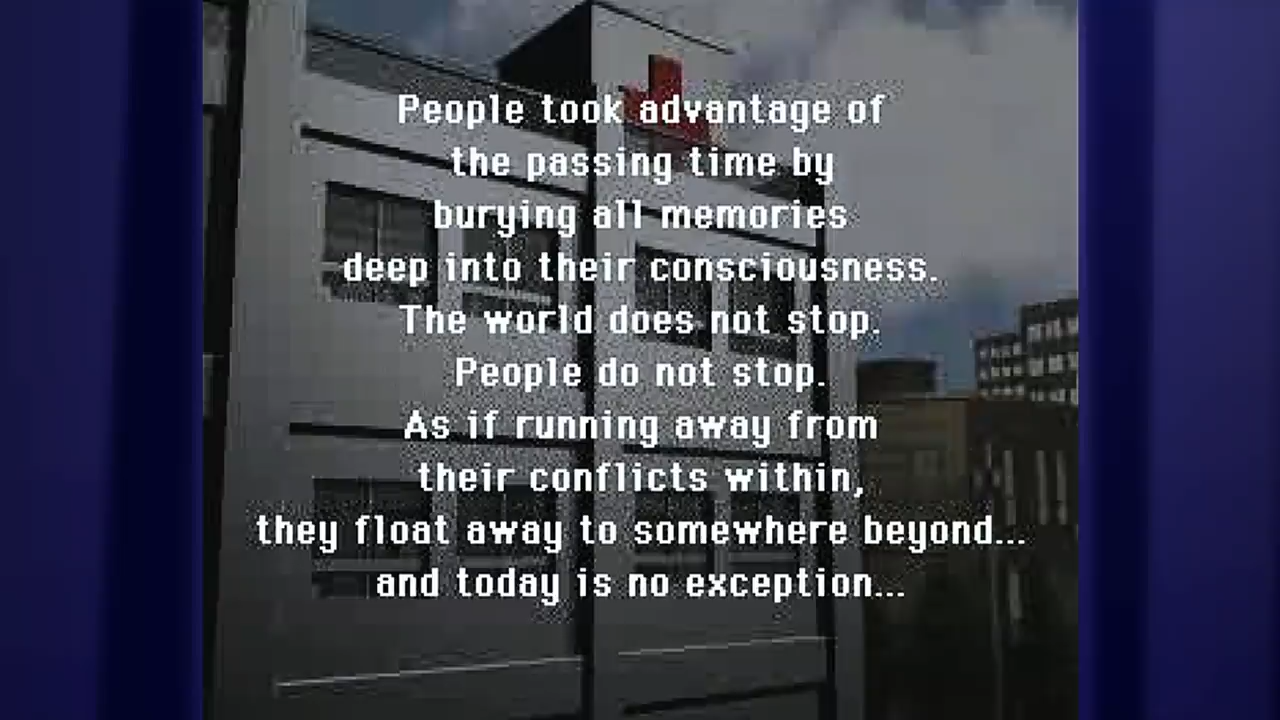 People took advantage of
the passing time by
burying all memories
deep into their consciousness.
The world does not stop.
People do not stop.
As if running away from
their conflicts within,
they float away to somewhere beyond...
and today is no exception...